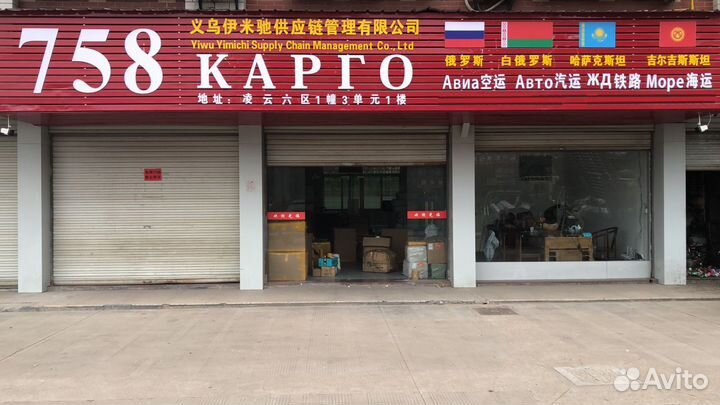 758
义乌伊米驰供应链管理有限公司
Yiwu Yimichi Supply Chain Management Co., Ltd
КАРГО
地址：凌云六区1幢3单元1楼
俄罗斯 白俄罗斯 哈萨克斯坦 吉尔吉斯斯坦
Авиа空运 Авто汽运 ЖД铁路 Море海运
Avito